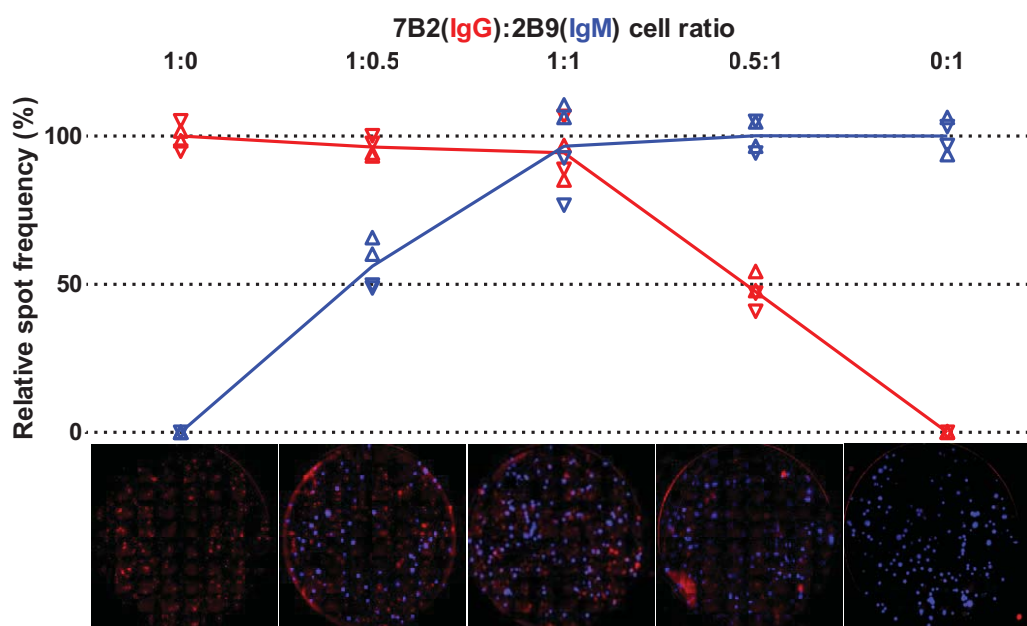 7B2(IgG):2B9(IgM) cell ratio
1:0 1:0.5 1:1 0.5:1 0:1
Relative spot frequency (%)
100
50
0